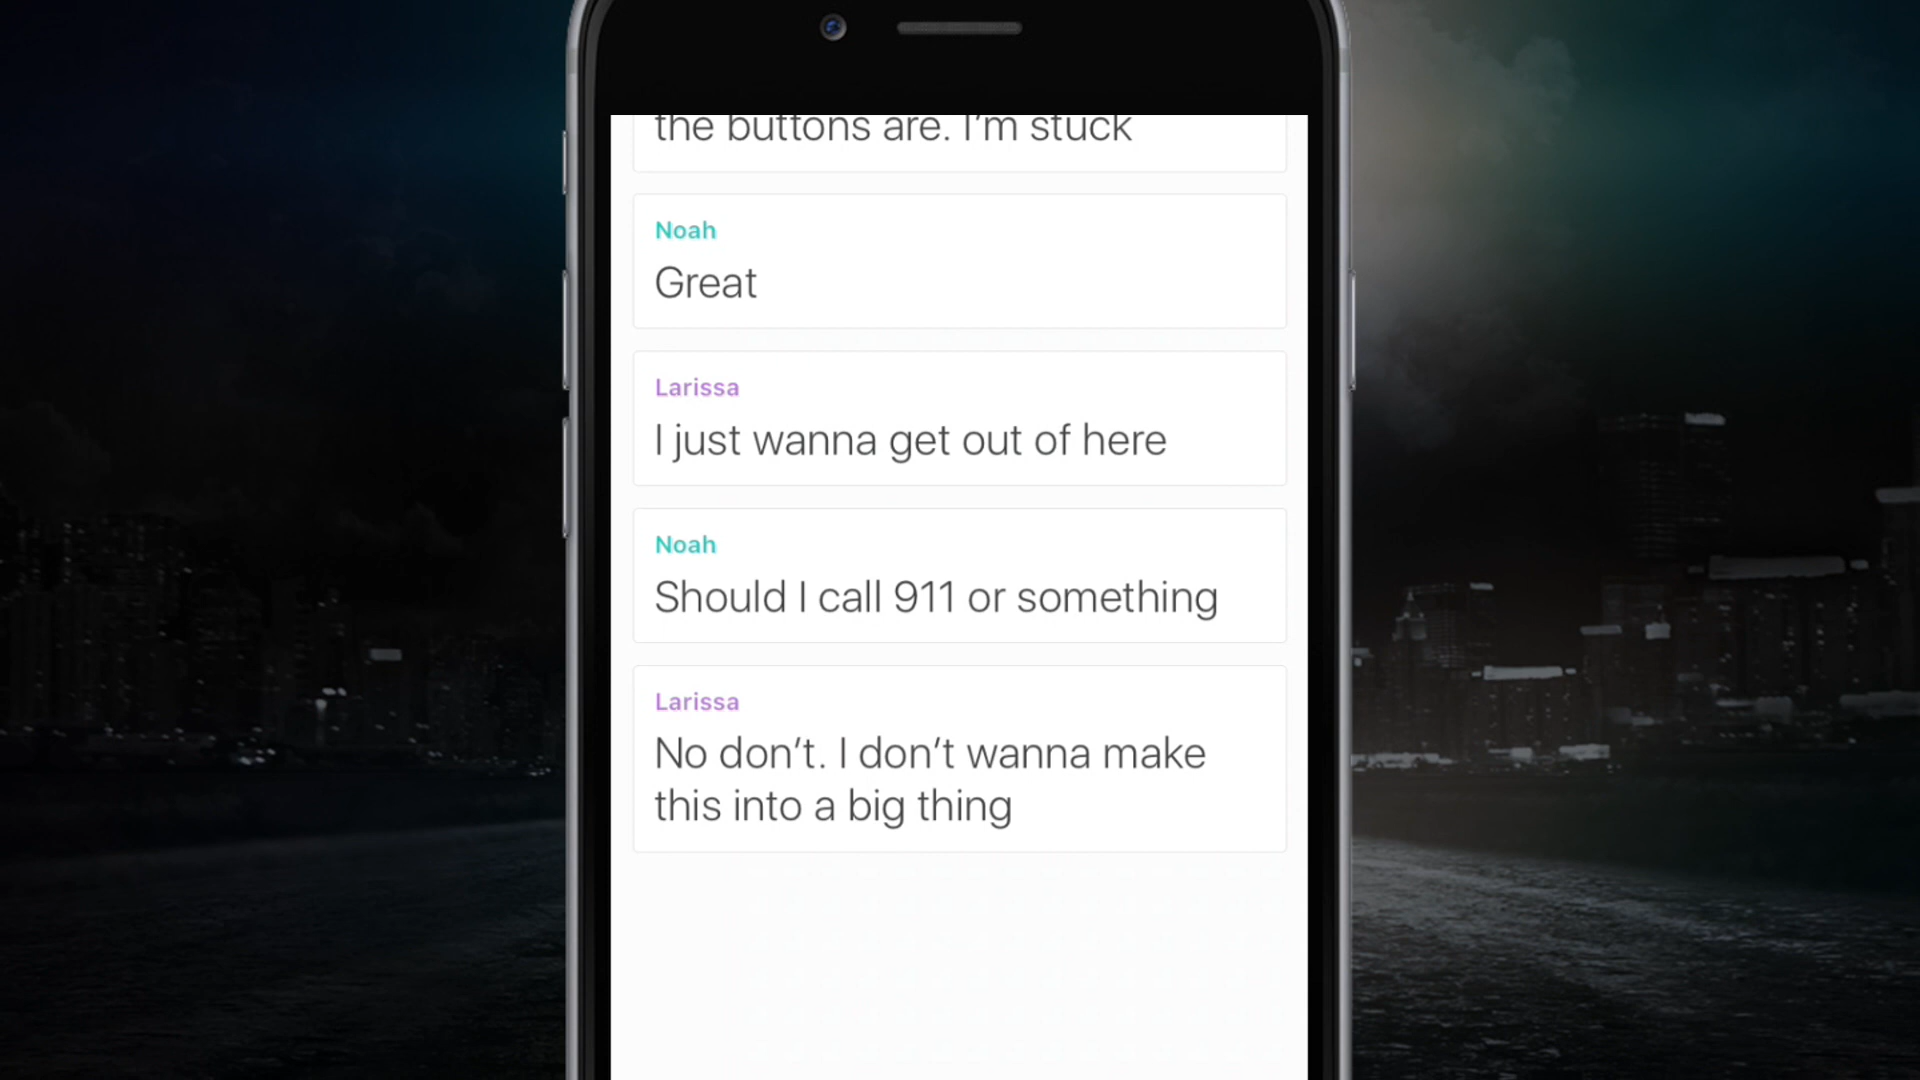 the buttons are. I’m stuck
Noah
Great
Larissa
I just wanna get out of here
Noah
Should I call 911 or something
Larissa
No don’t. I don’t wanna make
this into a big thing